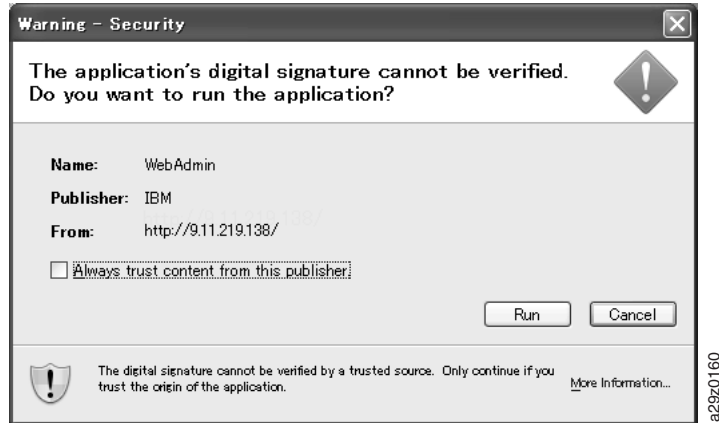 Warning - Security
The application's digital signature cannot be verified.
Do you want to run the application?
Name: WebAdmin
Publisher: IBM
From: http://9.11.219.138/
Always trust content from this publisher.
Run Cancel
The digital signature cannot be verified by a trusted source. Only continue if you
trust the origin of the application.
More Information...
a29z0160